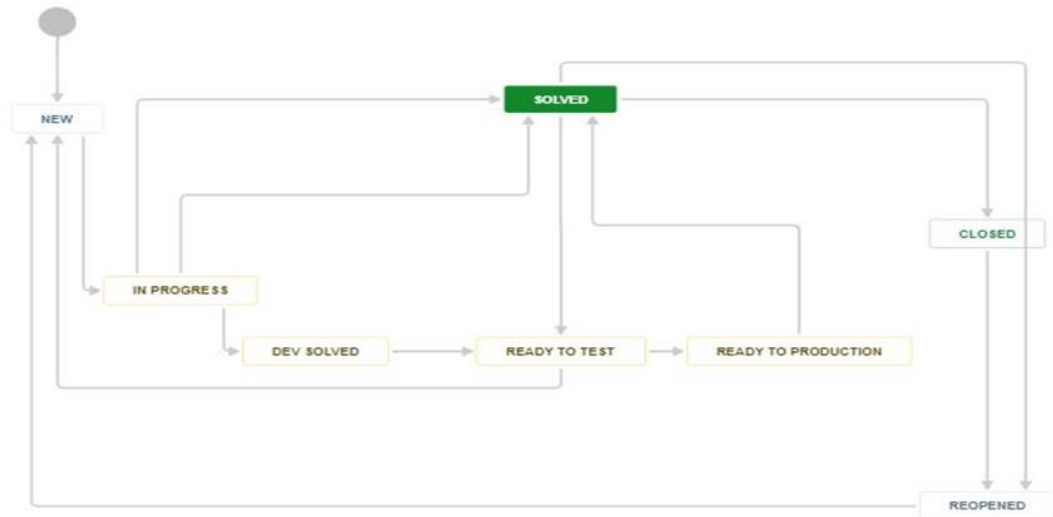 SOLVED
NEW
CLOSED
IN PROGRESS
DEV SOLVED
READY TO TEST
READY TO PRODUCTION
REOPENED